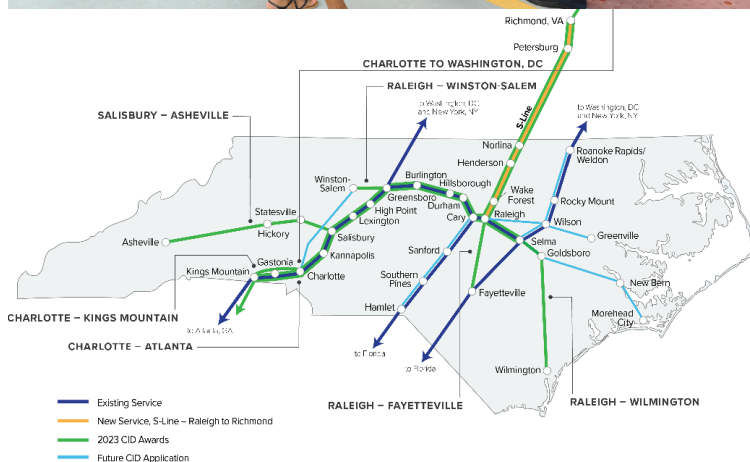 Richmond, VA
Petersburg
CHARLOTTE TO WASHINGTON, DC
RALEIGH – WINSTON-SALEM
to Washington, DC
and New York, NY
to Washington, DC
and New York, NY
SALISBURY – ASHEVILLE
S-Line
Norlina
Henderson
Roanoke Rapids/
Weldon
Winston-
Salem
Burlington
Hillsborough
Greensboro
Durham
Wake
Forest
Rocky Mount
High Point
Lexington
Cary
Raleigh
Wilson
Statesville
Hickory
Asheville
Salisbury
Greenville
Selma
Goldsboro
Sanford
Kannapolis
Gastonia
Kings Mountain
Charlotte
Southern
Pines
Fayetteville
New Bern
Hamlet
Morehead
City
CHARLOTTE – KINGS MOUNTAIN
to Atlanta, GA
CHARLOTTE – ATLANTA
to Florida
to Florida
Wilmington
RALEIGH – FAYETTEVILLE
RALEIGH – WILMINGTON
Existing Service
New Service, S-Line – Raleigh to Richmond
2023 CID Awards
Future CID Application